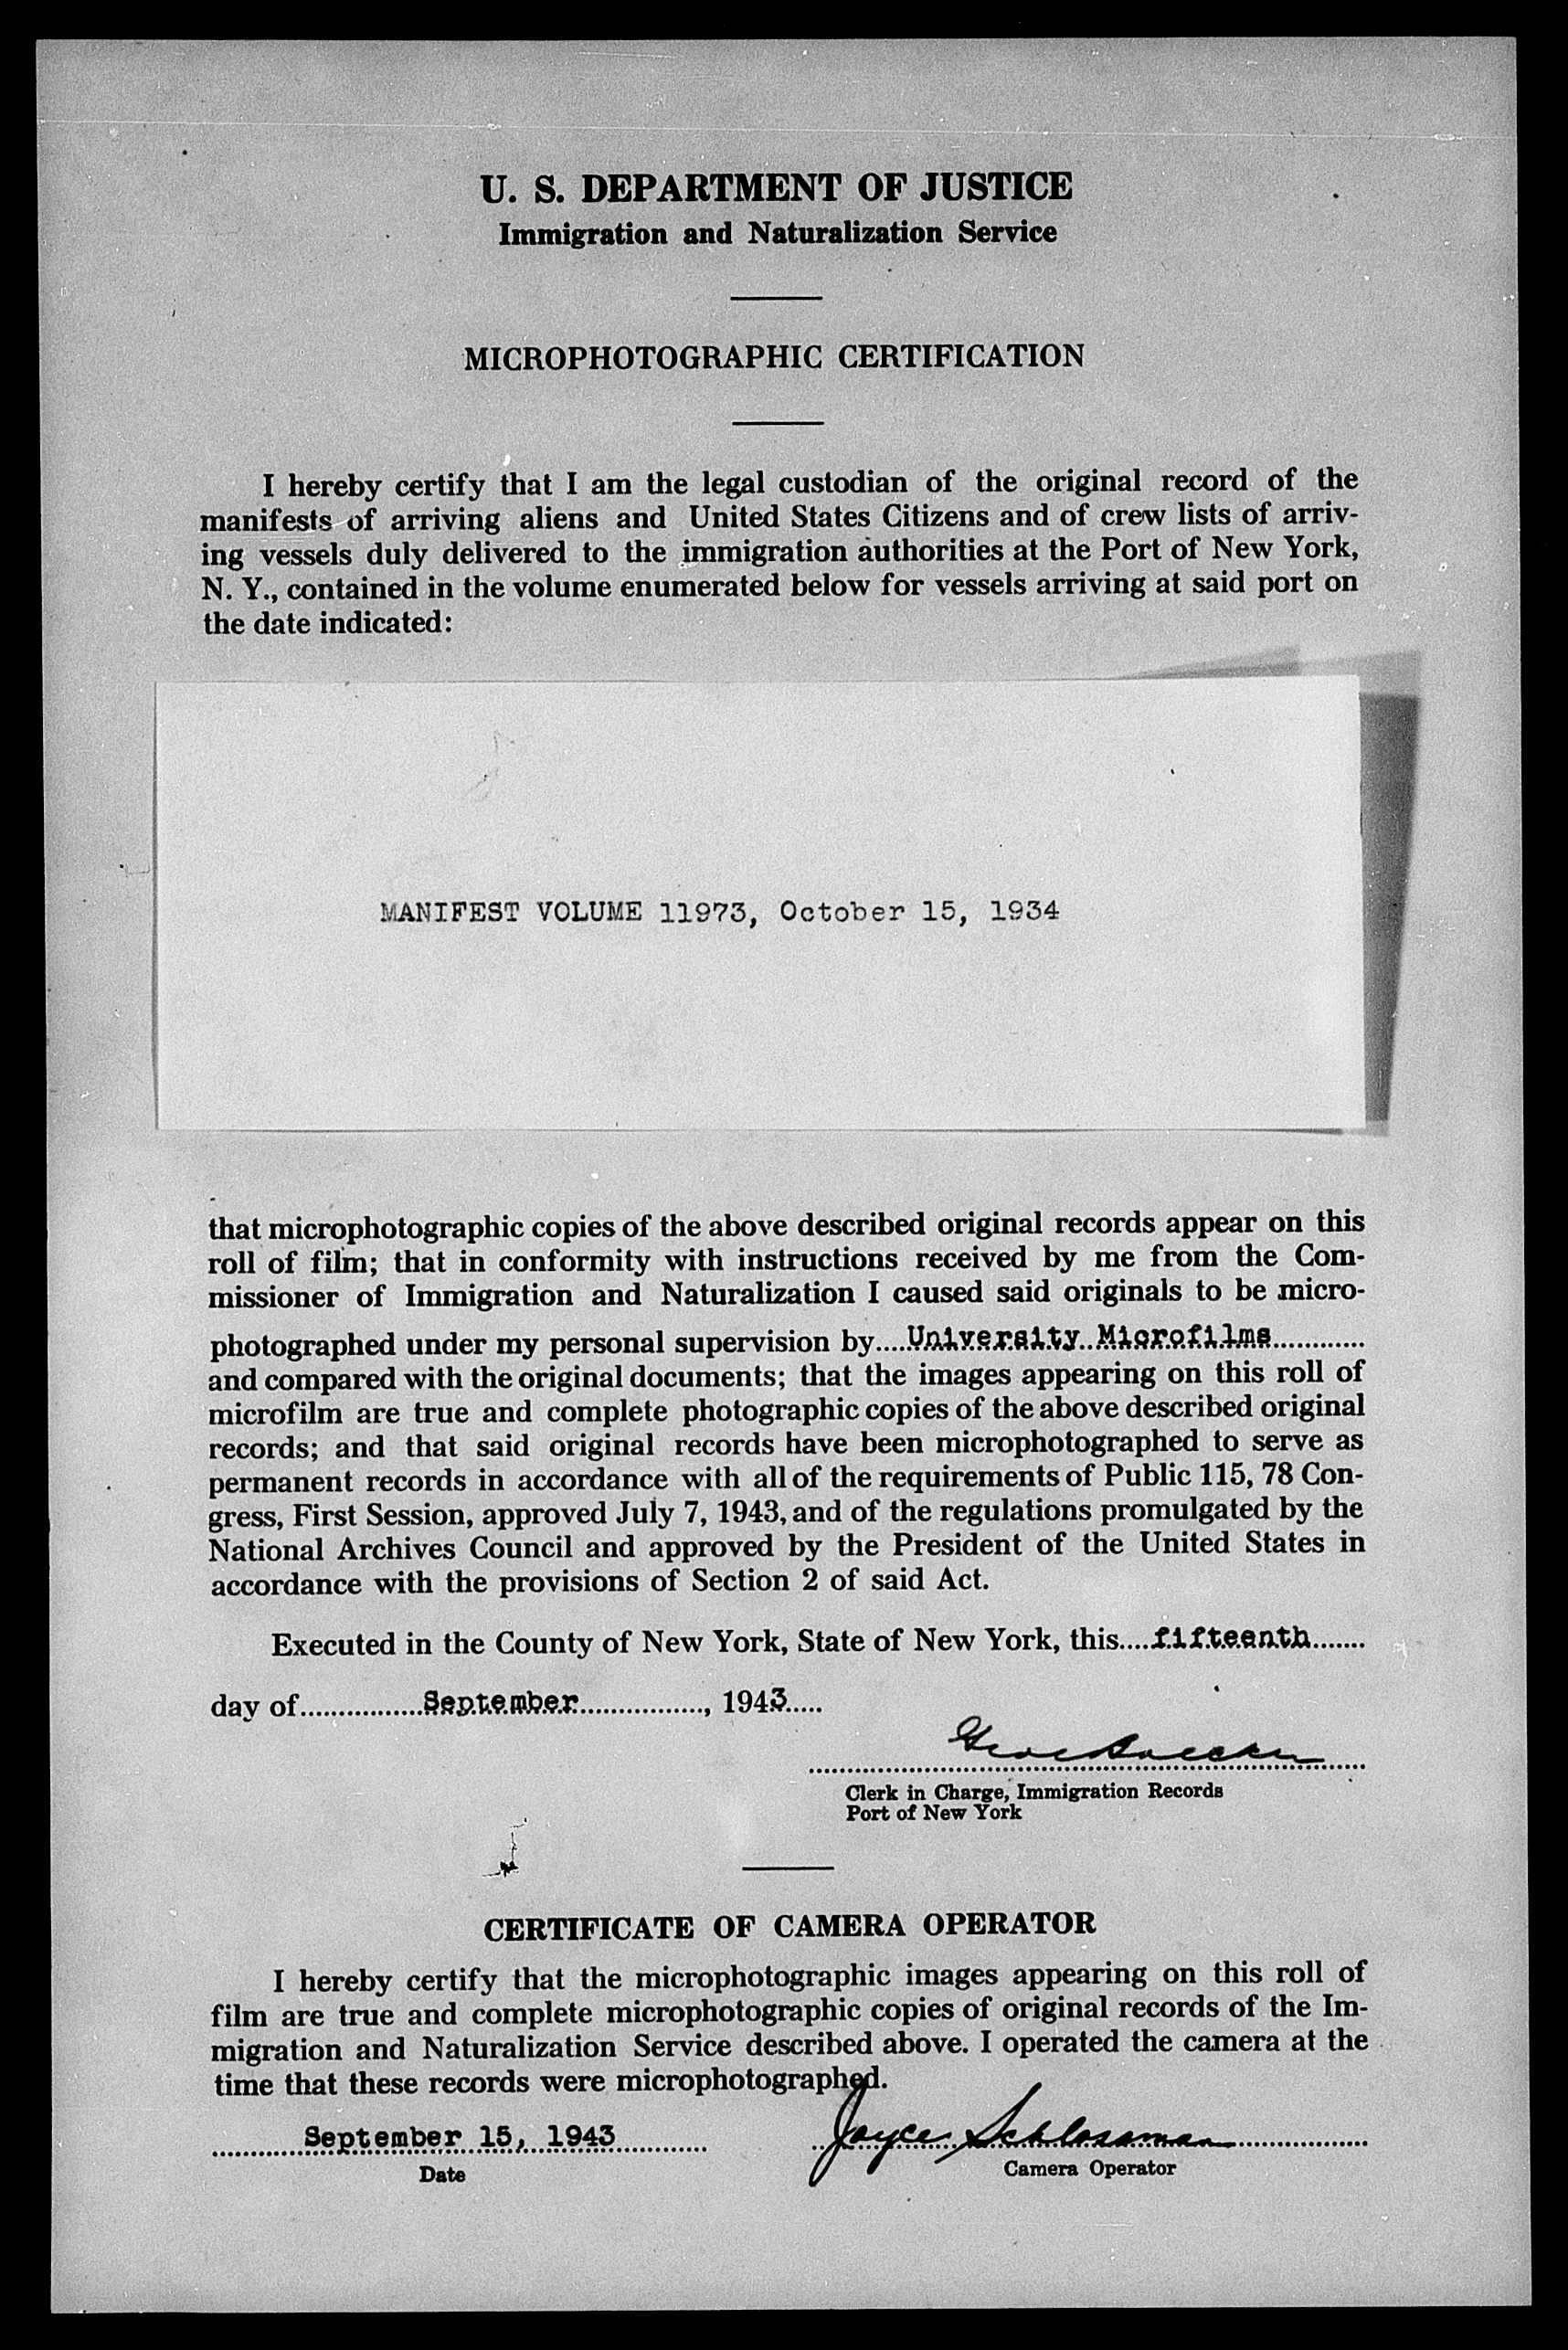 U. S. DEPARTMENT OF JUSTICE
Immigration and Naturalization Service
MICROPHOTOGRAPHIC CERTIFICATION
I hereby certify that I am the legal custodian of the original record of the
manifests of arriving aliens and United States Citizens and of crew lists of arriv-
ing vessels duly delivered to the immigration authorities at the Port of New York,
N. Y., contained in the volume enumerated below for vessels arriving at said port on
the date indicated:
MANIFEST VOLUME 11973, October 15, 1934
that microphotographic copies of the above described original records appear on this
roll of film; that in conformity with instructions received by me from the Com-
missioner of Immigration and Naturalization I caused said originals to be micro-
photographed under my personal supervision by....University Microfilms............
and compared with the original documents; that the images appearing on this roll of
microfilm are true and complete photographic copies of the above described original
records; and that said original records have been microphotographed to serve as
permanent records in accordance with all of the requirements of Public 115, 78 Con-
gress, First Session, approved July 7, 1943, and of the regulations promulgated by the
National Archives Council and approved by the President of the United States in
accordance with the provisions of Section 2 of said Act.
Executed in the County of New York, State of New York, this....fifteenth.......
day of................September................., 1943.....
Clerk in Charge, Immigration Records
Port of New York
CERTIFICATE OF CAMERA OPERATOR
I hereby certify that the microphotographic images appearing on this roll of
film are true and complete microphotographic copies of original records of the Im-
migration and Naturalization Service described above. I operated the camera at the
time that these records were microphotographed.
September 15, 1943 Joyce Schlossman
Date Camera Operator